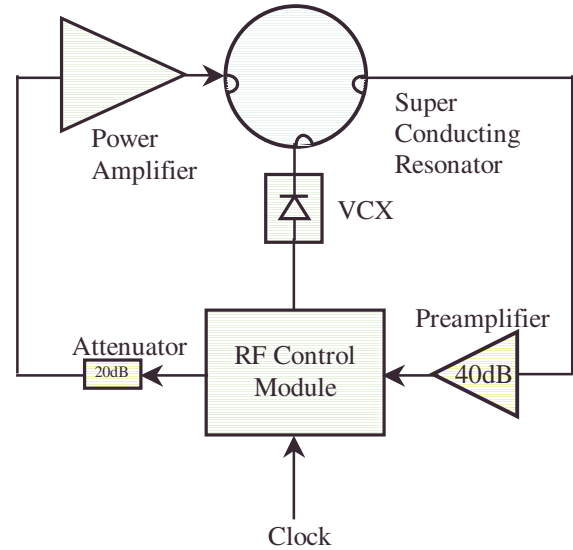 Power
Amplifier
Super
Conducting
Resonator
VCX
Preamplifier
Attenuator
20dB
RF Control
Module
40dB
Clock